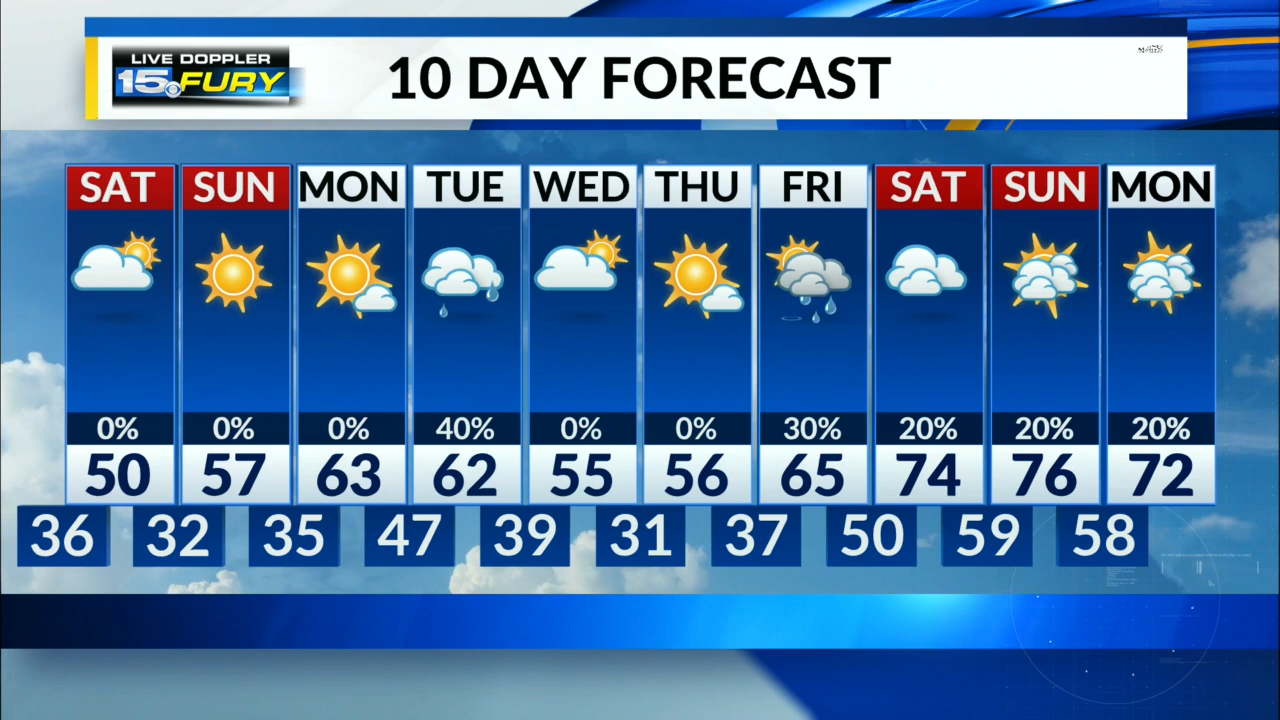 LIVE DOPPLER
15 FURY
10 DAY FORECAST
SAT SUN MON TUE WED THU FRI SAT SUN MON
0% 0% 0% 40% 0% 0% 30% 20% 20% 20%
50 57 63 62 55 56 65 74 76 72
36 32 35 47 39 31 37 50 59 58